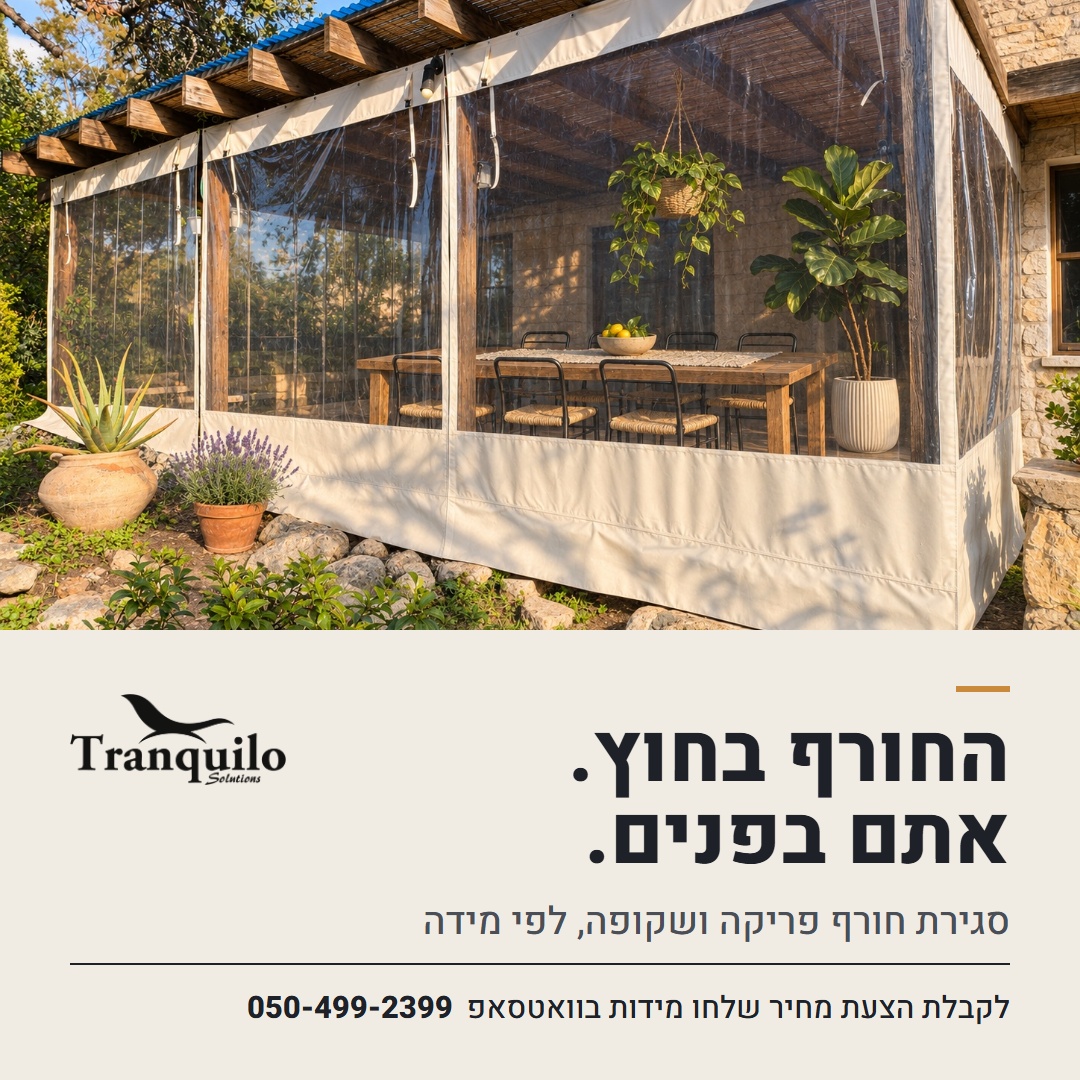 Tranquilo
Solutions
החורף בחוץ.
אתם בפנים.
סגירת חורף פריקה ושקופה, לפי מידה
לקבלת הצעת מחיר שלחו מידות בוואטסאפ 050-499-2399